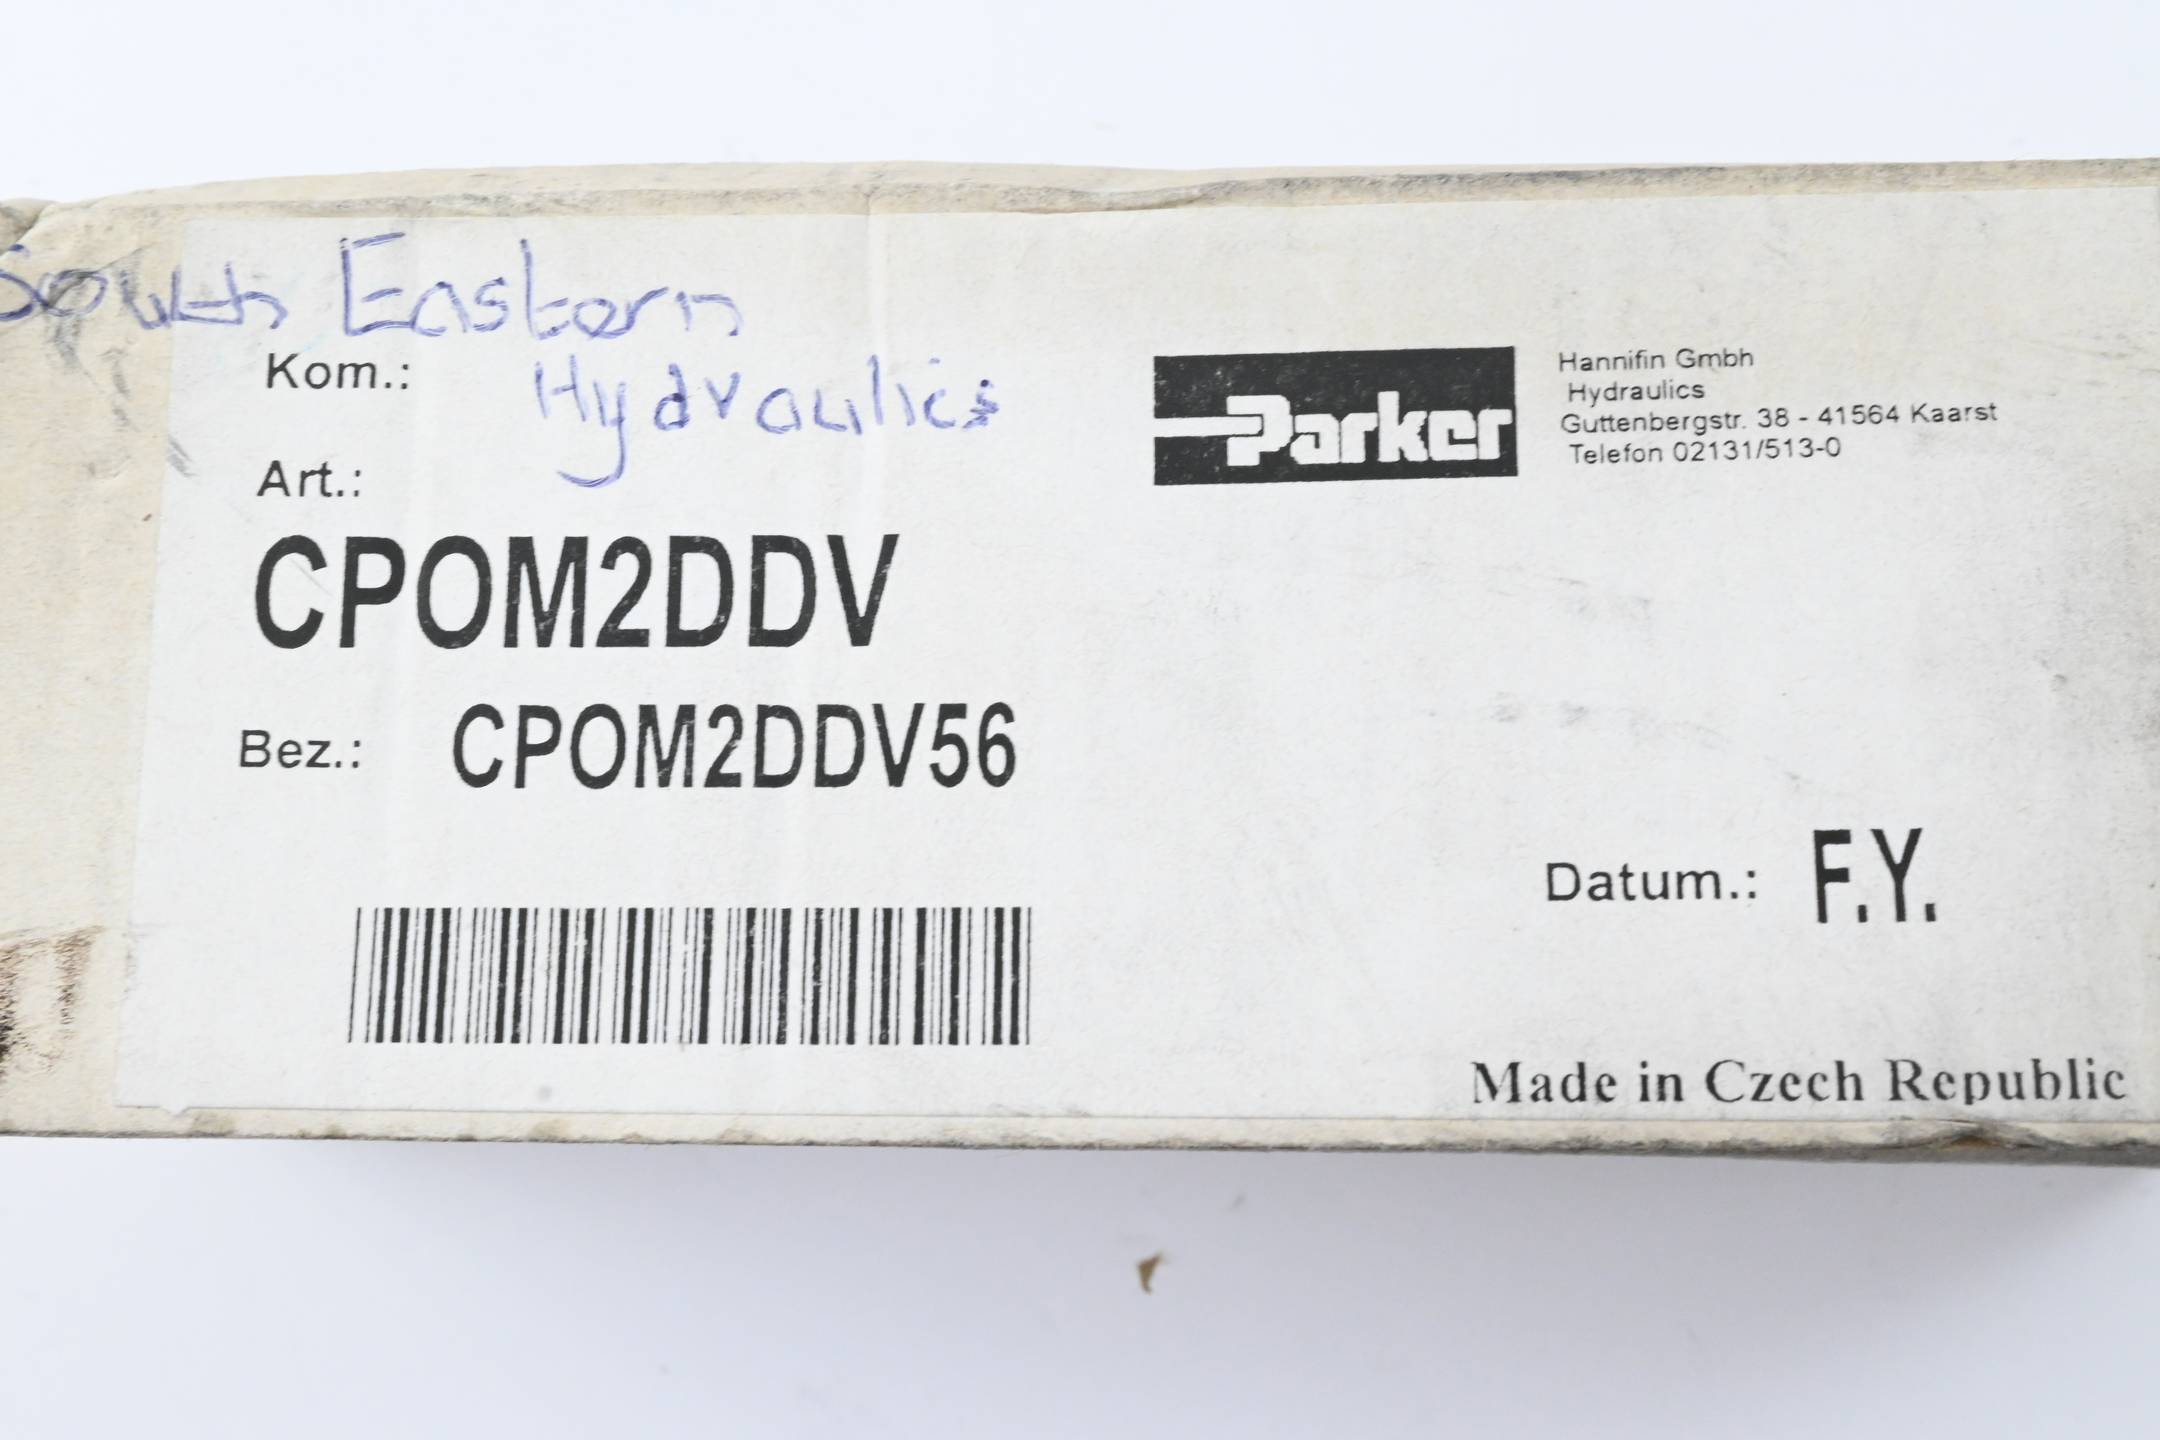 South Eastern
Hydraulics
Kom.:
Art.:
CPOM2DDV
Bez.: CPOM2DDV56
Parker
Hannifin Gmbh
Hydraulics
Guttenbergstr. 38 - 41564 Kaarst
Telefon 02131/513-0
Datum.: F.Y.
Made in Czech Republic